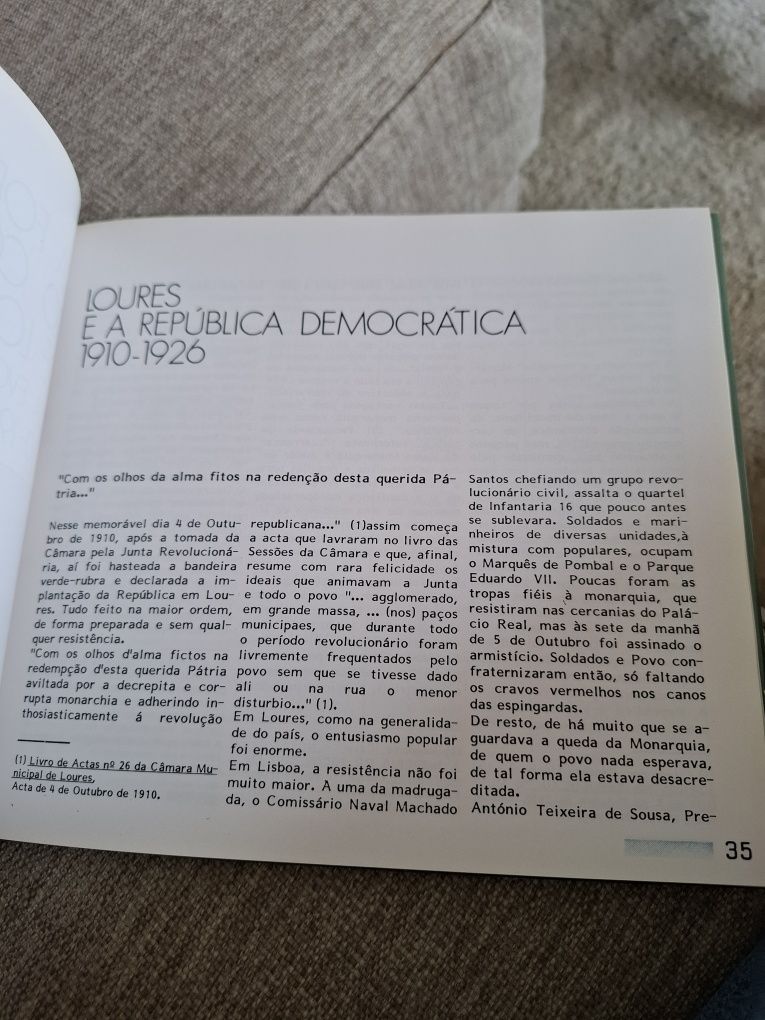 LOURES
E A REPÚBLICA DEMOCRÁTICA
1910-1926
"Com os olhos da alma fitos na redenção desta querida Pá-
tria..."
Nesse memorável dia 4 de Outu-
bro de 1910, após a tomada da
Câmara pela Junta Revolucioná-
ria, aí foi hasteada a bandeira
verde-rubra e declarada a im-
plantação da República em Lou-
res. Tudo feito na maior ordem,
de forma preparada e sem qual-
quer resistência.
"Com os olhos d'alma fictos na
redempção d'esta querida Pátria
aviltada por a decrepita e cor-
rupta monarchia e adherindo in-
thosiasticamente á revolução
(1) Livro de Actas nº 26 da Câmara Mu-
nicipal de Loures,
Acta de 4 de Outubro de 1910.
republicana..." (1)assim começa
a acta que lavraram no livro das
Sessões da Câmara e que, afinal,
resume com rara felicidade os
ideais que animavam a Junta
e todo o povo "... agglomerado,
em grande massa, ... (nos) paços
municipaes, que durante todo
o período revolucionário foram
livremente frequentados pelo
povo sem que se tivesse dado
ali ou na rua o menor
disturbio..." (1).
Em Loures, como na generalida-
de do país, o entusiasmo popular
foi enorme.
Em Lisboa, a resistência não foi
muito maior. A uma da madruga-
da, o Comissário Naval Machado
Santos chefiando um grupo revo-
lucionário civil, assalta o quartel
de Infantaria 16 que pouco antes
se sublevara. Soldados e mari-
nheiros de diversas unidades,à
mistura com populares, ocupam
o Marquês de Pombal e o Parque
Eduardo VII. Poucas foram as
tropas fiéis à monarquia, que
resistiram nas cercanias do Palá-
cio Real, mas às sete da manhã
de 5 de Outubro foi assinado o
armistício. Soldados e Povo con-
fraternizaram então, só faltando
os cravos vermelhos nos canos
das espingardas.
De resto, de há muito que se a-
guardava a queda da Monarquia,
de quem o povo nada esperava,
de tal forma ela estava desacre-
ditada.
António Teixeira de Sousa, Pre-
35